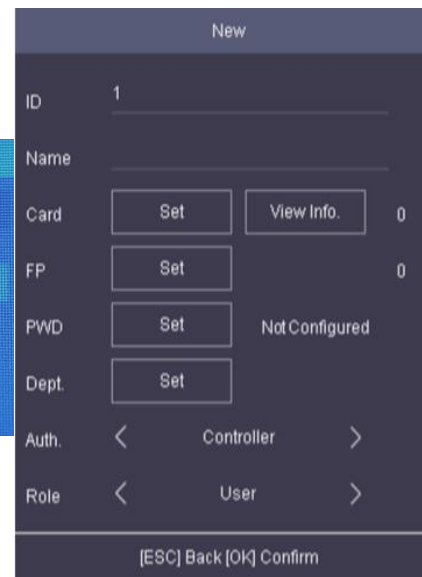 New
ID 1
Name
Card Set View Info. 0
FP Set 0
PWD Set Not Configured
Dept. Set
Auth. < Controller >
Role < User >
[ESC] Back [OK] Confirm